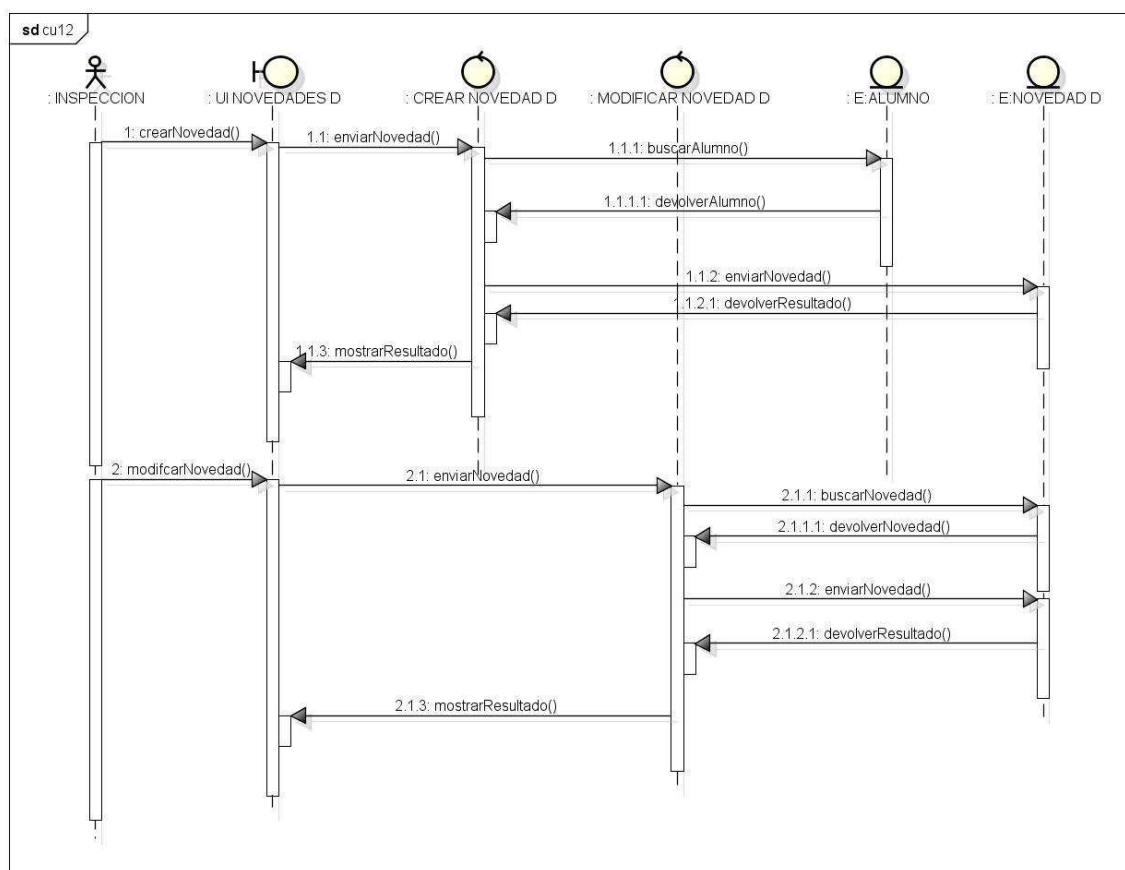 sd cu12
: INSPECCION
: UI NOVEDADES D
: CREAR NOVEDAD D
: MODIFICAR NOVEDAD D
: E:ALUMNO
: E:NOVEDAD D
1: crearNovedad()
1.1: enviarNovedad()
1.1.1: buscarAlumno()
1.1.1.1: devolverAlumno()
1.1.2: enviarNovedad()
1.1.2.1: devolverResultado()
1.1.3: mostrarResultado()
2: modifcarNovedad()
2.1: enviarNovedad()
2.1.1: buscarNovedad()
2.1.1.1: devolverNovedad()
2.1.2: enviarNovedad()
2.1.2.1: devolverResultado()
2.1.3: mostrarResultado()